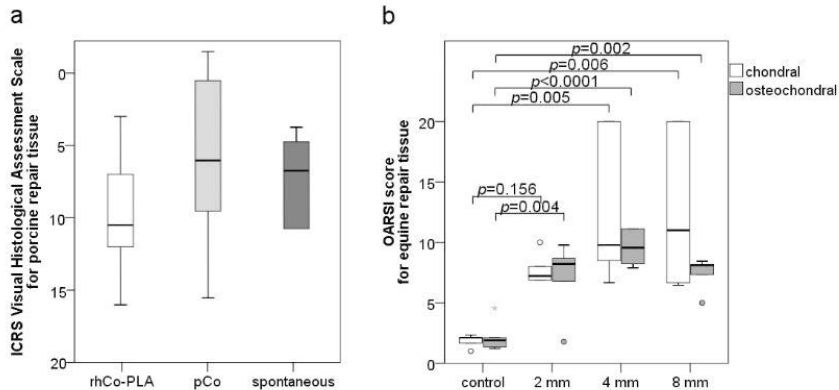 a
ICRS Visual Histological Assessment Scale
for porcine repair tissue
0
5
10
15
20
rhCo-PLA pCo spontaneous
b
OARSI score
for equine repair tissue
p=0.002
p=0.006
p<0.0001
p=0.005
p=0.156
p=0.004
chondral
osteochondral
20
15
10
5
0
control 2 mm 4 mm 8 mm